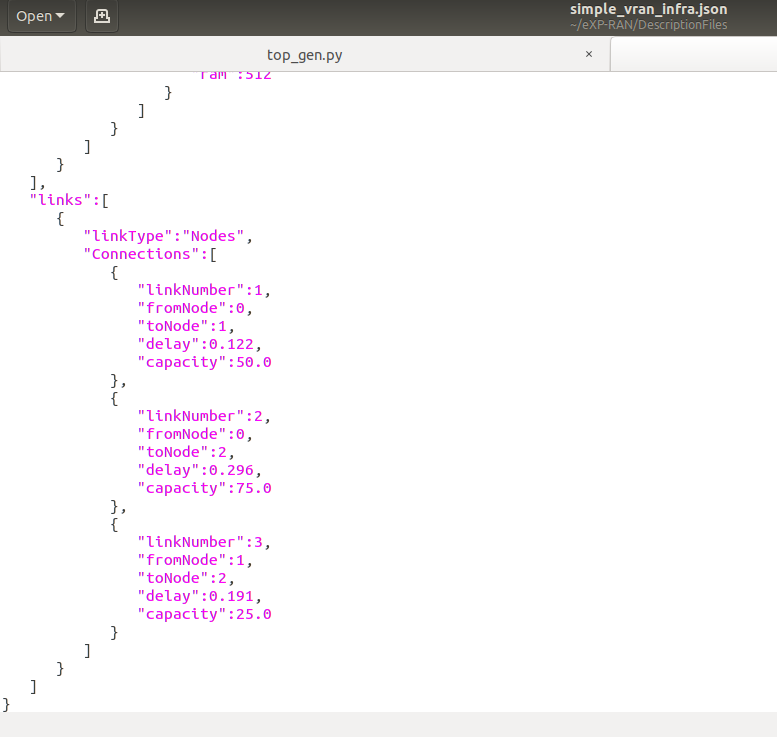 Open
simple_vran_infra.json
~/eXP-RAN/DescriptionFiles
top_gen.py ×
"ram":512
}
]
}
]
}
],
"links":[
{
"linkType":"Nodes",
"Connections":[
{
"linkNumber":1,
"fromNode":0,
"toNode":1,
"delay":0.122,
"capacity":50.0
},
{
"linkNumber":2,
"fromNode":0,
"toNode":2,
"delay":0.296,
"capacity":75.0
},
{
"linkNumber":3,
"fromNode":1,
"toNode":2,
"delay":0.191,
"capacity":25.0
}
]
}
]
}